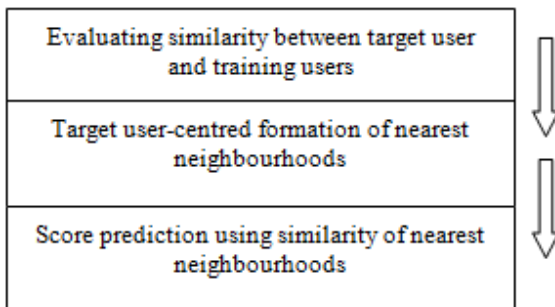 Evaluating similarity between target user
and training users
Target user-centred formation of nearest
neighbourhoods
Score prediction using similarity of nearest
neighbourhoods